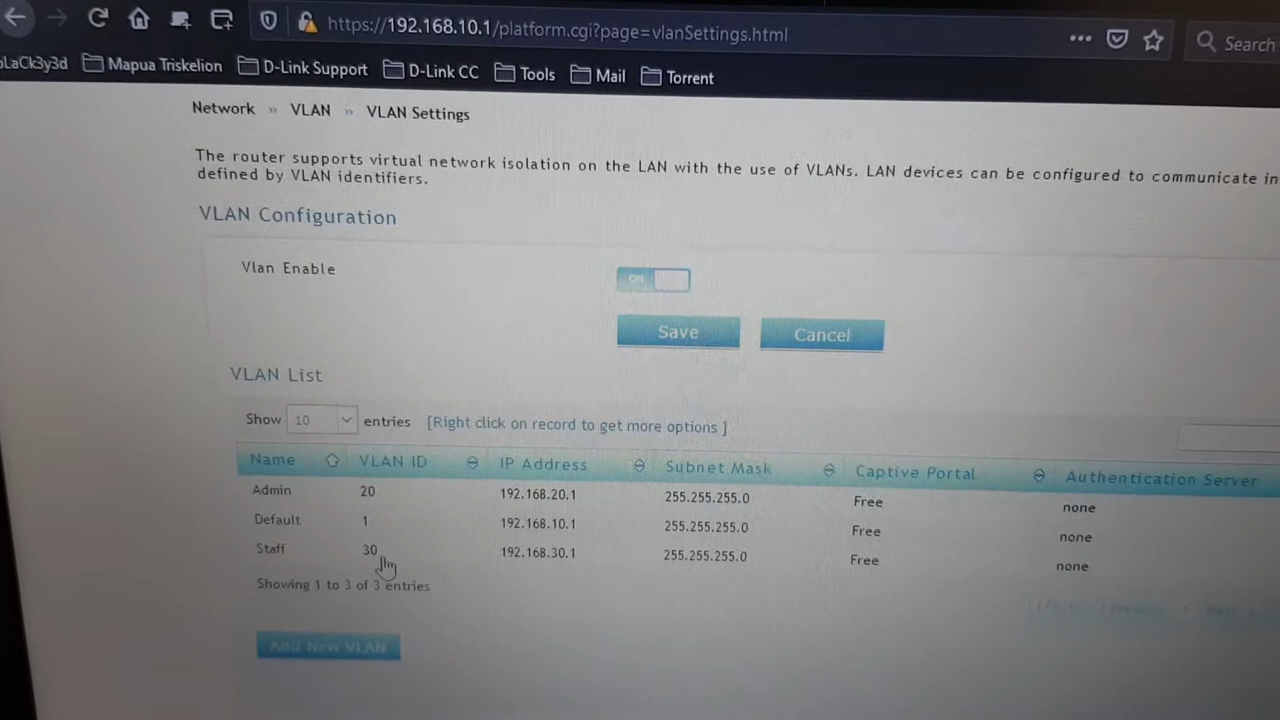 https://192.168.10.1/platform.cgi?page=vlanSettings.html
Search
Mapua Triskelion D-Link Support D-Link CC Tools Mail Torrent
Network » VLAN » VLAN Settings
The router supports virtual network isolation on the LAN with the use of VLANs. LAN devices can be configured to communicate in
defined by VLAN identifiers.
VLAN Configuration
Vlan Enable
ON
Save Cancel
VLAN List
Show 10 entries [Right click on record to get more options ]
Name VLAN ID IP Address Subnet Mask Captive Portal Authentication Server
Admin 20 192.168.20.1 255.255.255.0 Free none
Default 1 192.168.10.1 255.255.255.0 Free none
Staff 30 192.168.30.1 255.255.255.0 Free none
Showing 1 to 3 of 3 entries
Add New VLAN